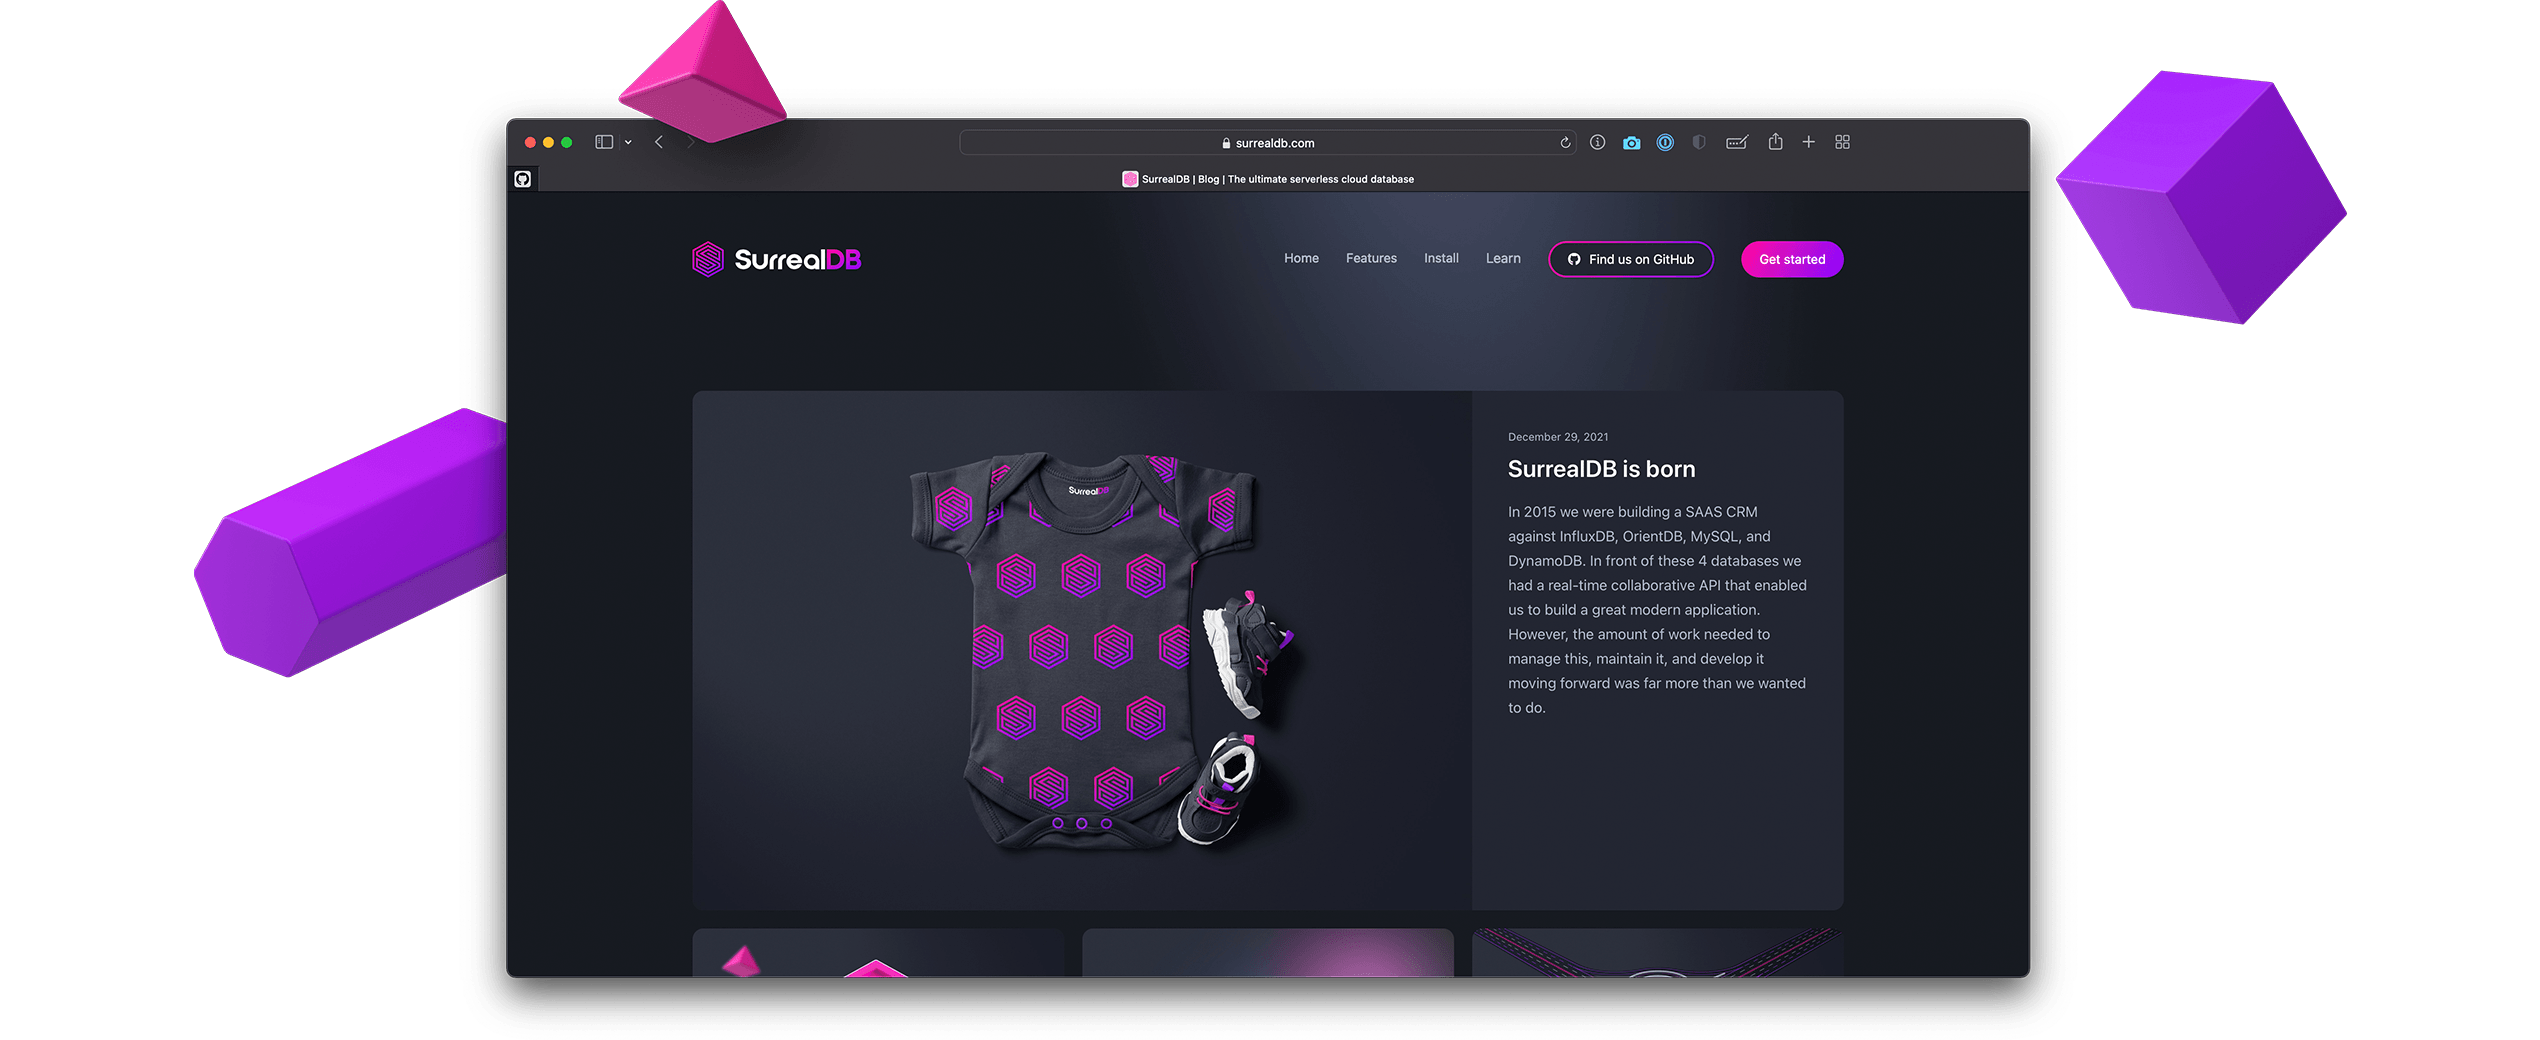 surrealdb.com
SurrealDB | Blog | The ultimate serverless cloud database
SurrealDB
Home
Features
Install
Learn
Find us on GitHub
Get started
SurrealDB
December 29, 2021
SurrealDB is born
In 2015 we were building a SAAS CRM
against InfluxDB, OrientDB, MySQL, and
DynamoDB. In front of these 4 databases we
had a real-time collaborative API that enabled
us to build a great modern application.
However, the amount of work needed to
manage this, maintain it, and develop it
moving forward was far more than we wanted
to do.